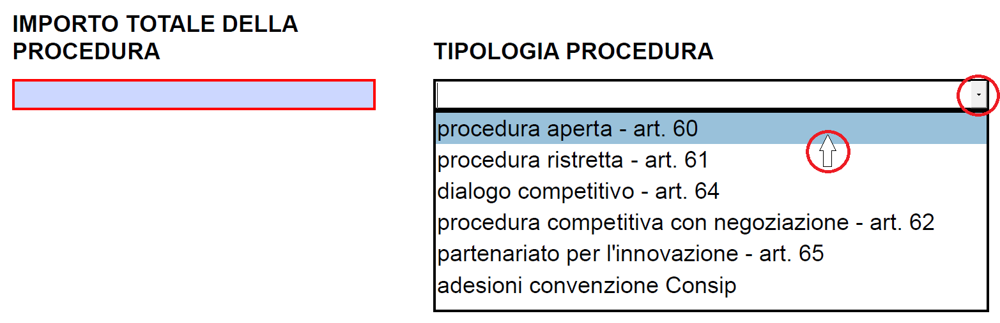 IMPORTO TOTALE DELLA
PROCEDURA
TIPOLOGIA PROCEDURA
procedura aperta - art. 60
procedura ristretta - art. 61
dialogo competitivo - art. 64
procedura competitiva con negoziazione - art. 62
partenariato per l'innovazione - art. 65
adesioni convenzione Consip